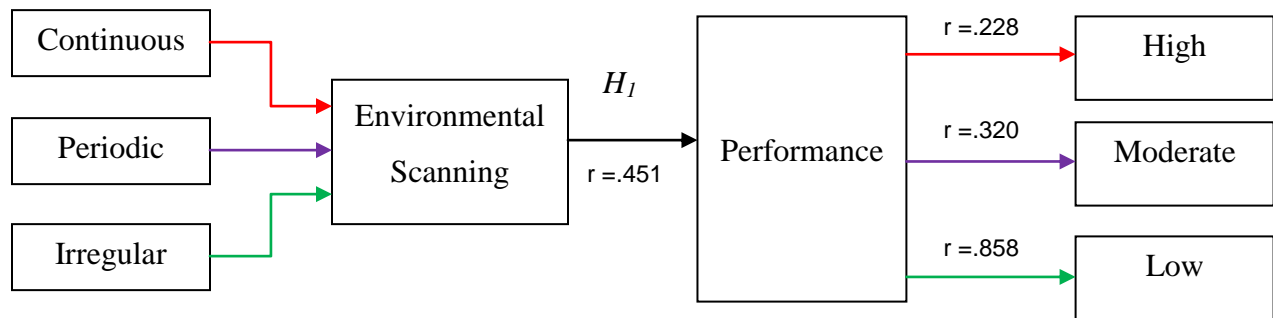 Continuous
Periodic
Irregular
Environmental
Scanning
H1
r =.451
Performance
r =.228
r =.320
r =.858
High
Moderate
Low